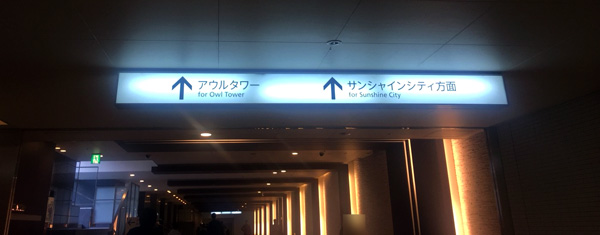 ↑ アウルタワー
for Owl Tower
↑ サンシャインシティ方面
for Sunshine City